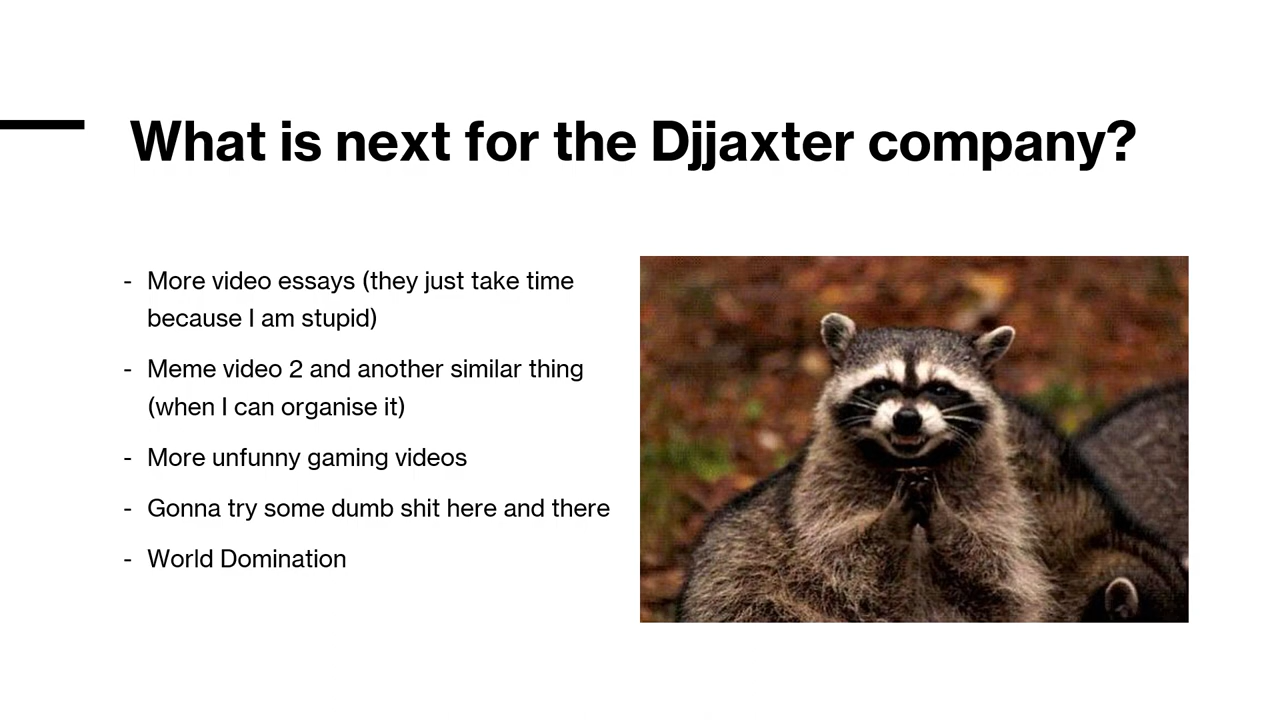 What is next for the Djjaxter company?
- More video essays (they just take time
because I am stupid)
- Meme video 2 and another similar thing
(when I can organise it)
- More unfunny gaming videos
- Gonna try some dumb shit here and there
- World Domination